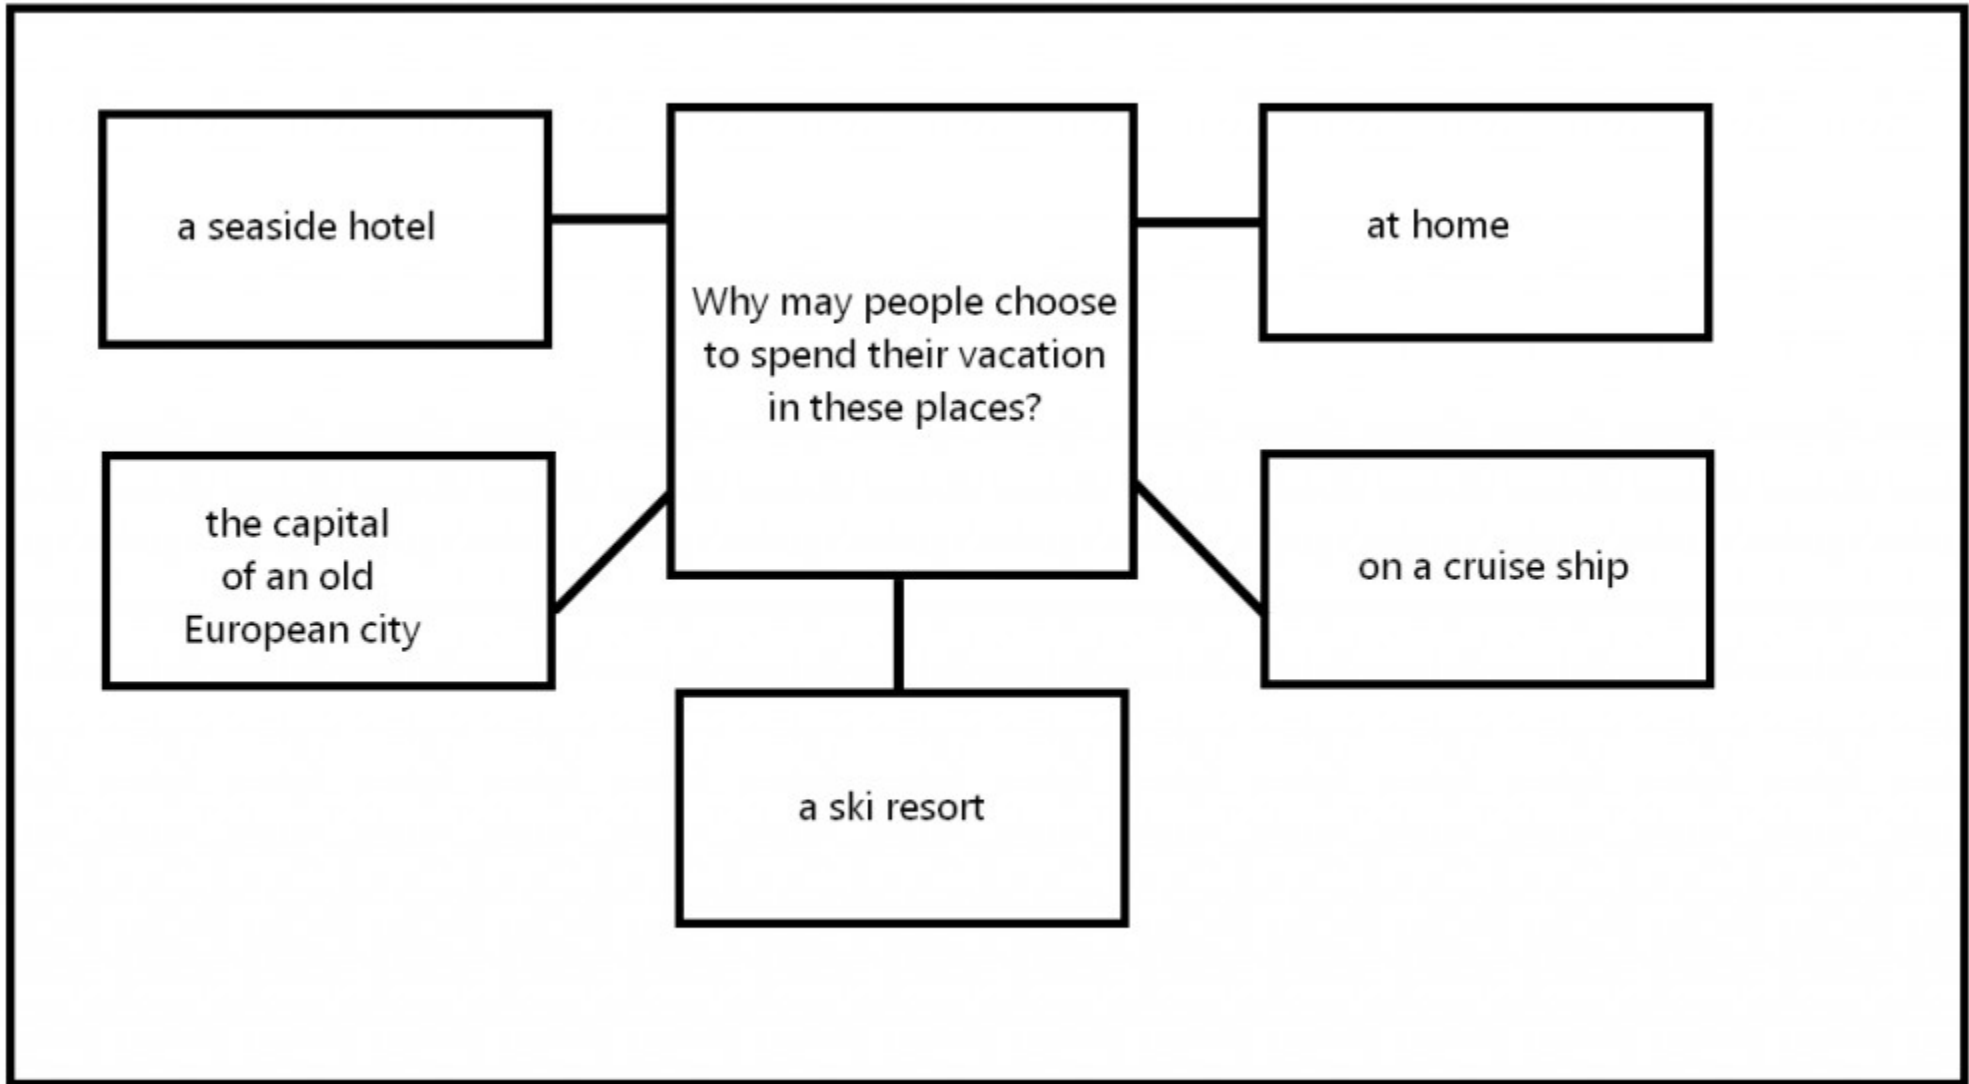 a seaside hotel
Why may people choose
to spend their vacation
in these places?
at home
the capital
of an old
European city
on a cruise ship
a ski resort